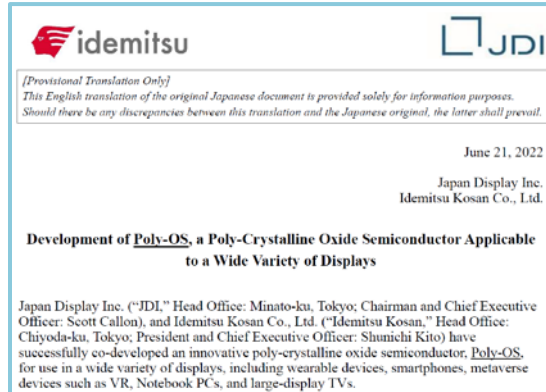 idemitsu
JDI
[Provisional Translation Only]
This English translation of the original Japanese document is provided solely for information purposes.
Should there be any discrepancies between this translation and the Japanese original, the latter shall prevail.
June 21, 2022
Japan Display Inc.
Idemitsu Kosan Co., Ltd.
Development of Poly-OS, a Poly-Crystalline Oxide Semiconductor Applicable
to a Wide Variety of Displays
Japan Display Inc. (“JDI,” Head Office: Minato-ku, Tokyo; Chairman and Chief Executive
Officer: Scott Callon), and Idemitsu Kosan Co., Ltd. (“Idemitsu Kosan,” Head Office:
Chiyoda-ku, Tokyo; President and Chief Executive Officer: Shunichi Kito) have
successfully co-developed an innovative poly-crystalline oxide semiconductor, Poly-OS,
for use in a wide variety of displays, including wearable devices, smartphones, metaverse
devices such as VR, Notebook PCs, and large-display TVs.